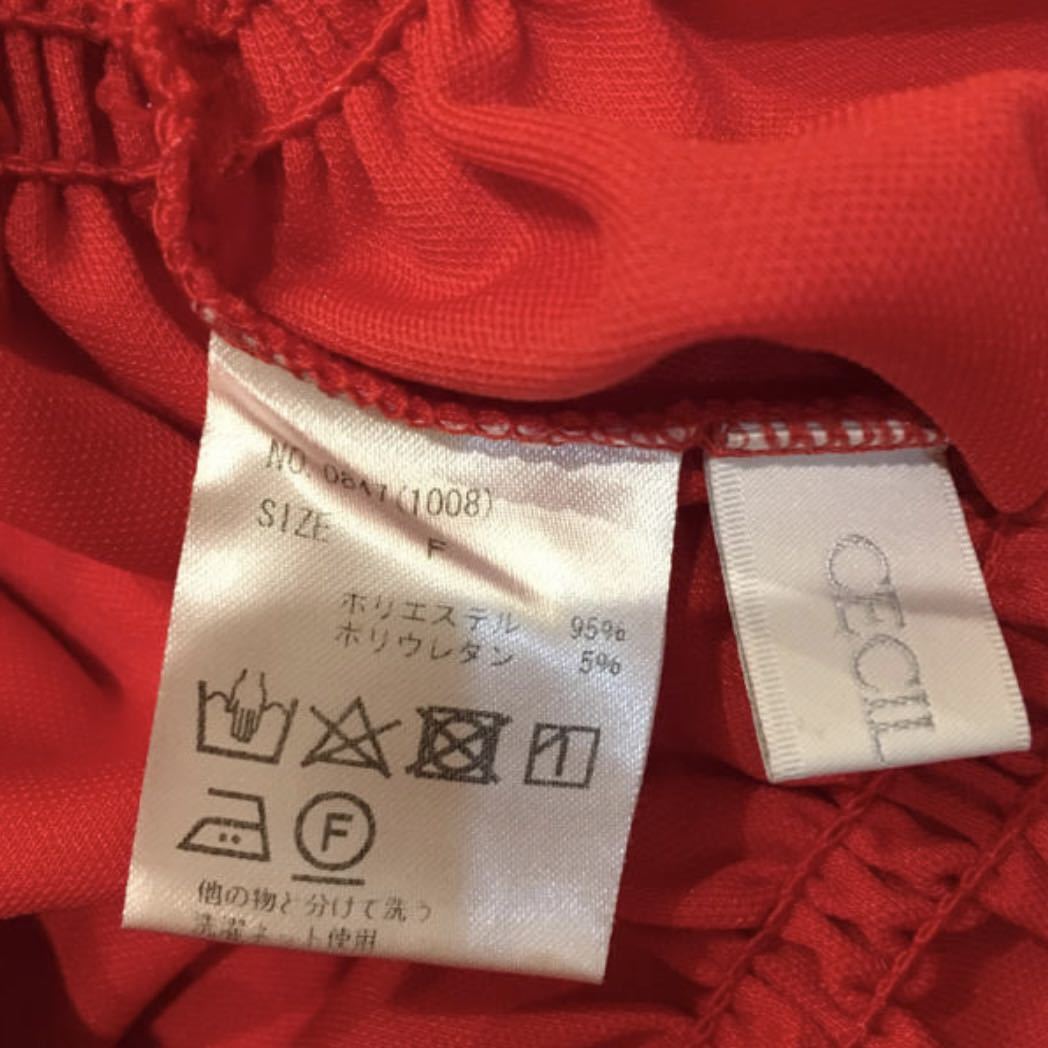 NO. (1008)
SIZE F
ポリエステル 95%
ポリウレタン 5%
F
他の物と分けて洗う
洗濯ネット使用
CECIL